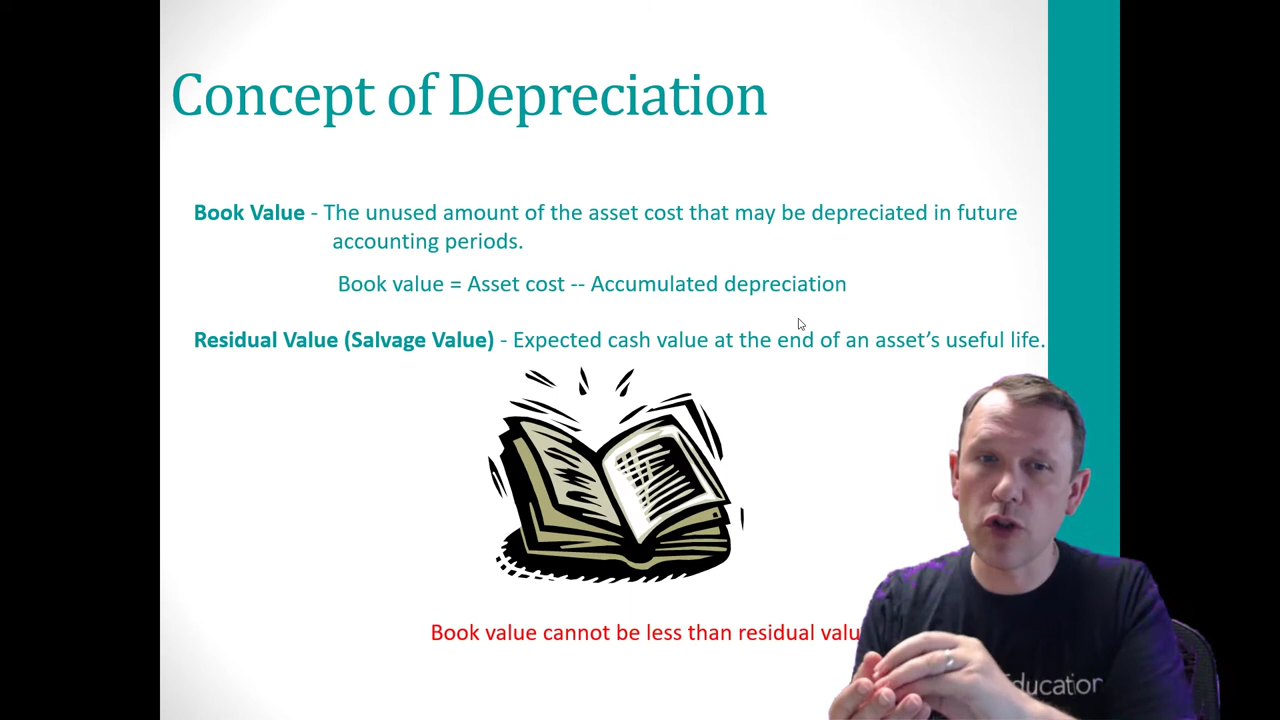 Concept of Depreciation
Book Value - The unused amount of the asset cost that may be depreciated in future
accounting periods.
Book value = Asset cost -- Accumulated depreciation
Residual Value (Salvage Value) - Expected cash value at the end of an asset's useful life.
Book value cannot be less than residual valu
Education